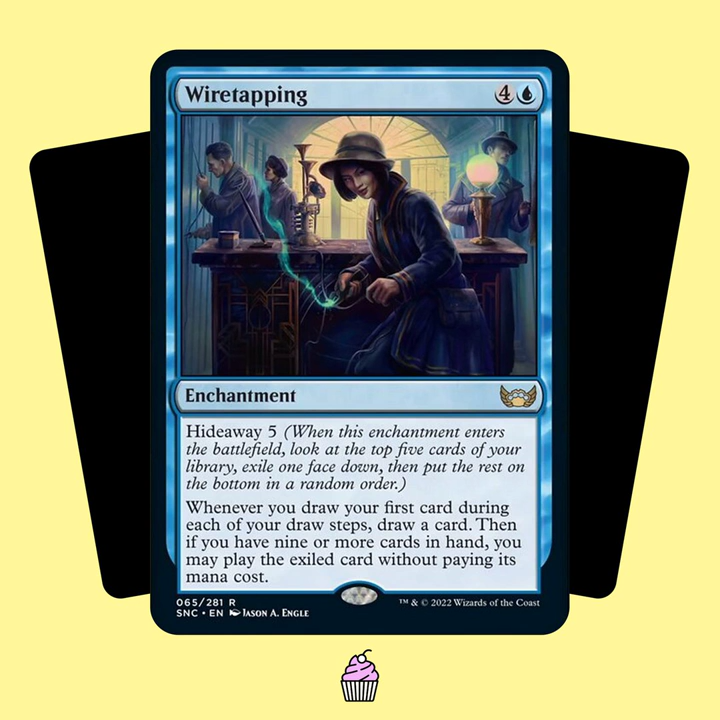 Wiretapping 4
Enchantment
Hideaway 5 (When this enchantment enters
the battlefield, look at the top five cards of your
library, exile one face down, then put the rest on
the bottom in a random order.)
Whenever you draw your first card during
each of your draw steps, draw a card. Then
if you have nine or more cards in hand, you
may play the exiled card without paying its
mana cost.
065/281 R
™ & © 2022 Wizards of the Coast
SNC • EN Jason A. Engle